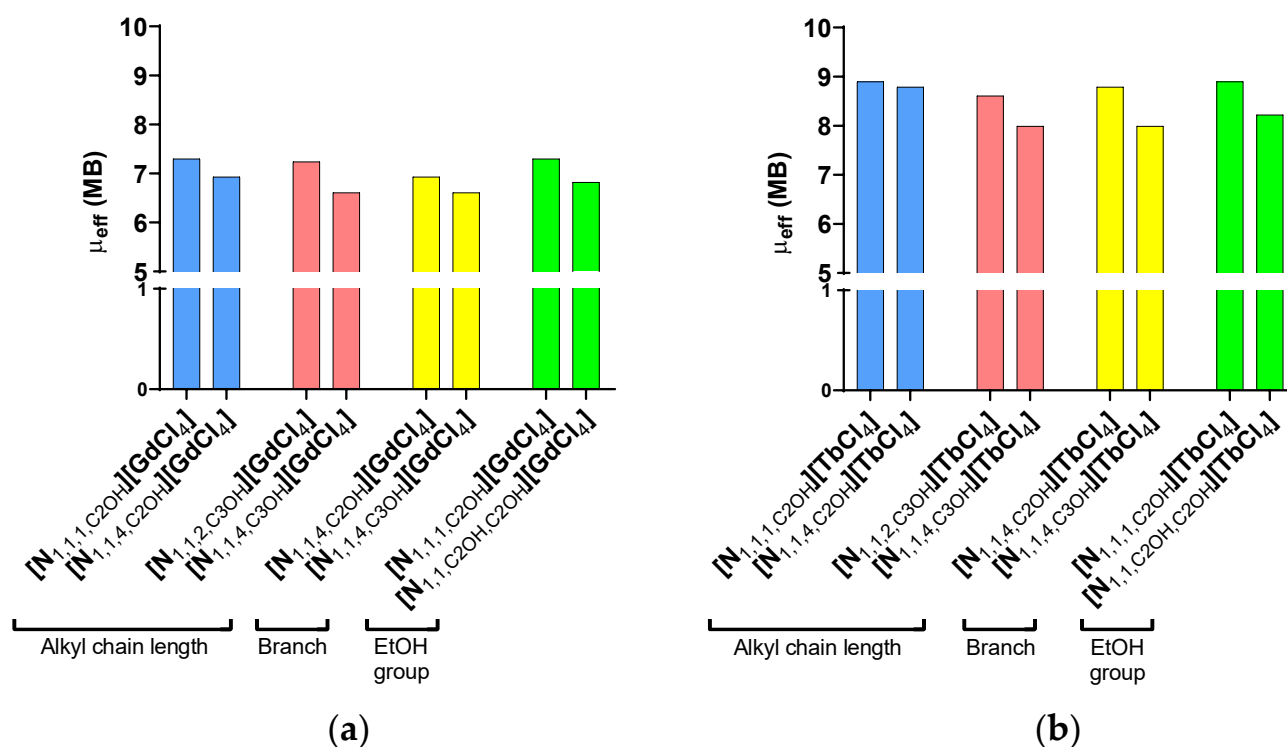 10
9
8
7
6
5
1
0
μeff (MB)
[N1,1,1,C2OH][GdCl4]
[N1,1,4,C2OH][GdCl4]
[N1,1,2,C3OH][GdCl4]
[N1,1,4,C3OH][GdCl4]
[N1,1,4,C2OH][GdCl4]
[N1,1,4,C3OH][GdCl4]
[N1,1,1,C2OH][GdCl4]
[N1,1,C2OH,C2OH][GdCl4]
Alkyl chain length
Branch
EtOH
group
(a)
10
9
8
7
6
5
1
0
μeff (MB)
[N1,1,1,C2OH][TbCl4]
[N1,1,4,C2OH][TbCl4]
[N1,1,2,C3OH][TbCl4]
[N1,1,4,C3OH][TbCl4]
[N1,1,4,C2OH][TbCl4]
[N1,1,4,C3OH][TbCl4]
[N1,1,1,C2OH][TbCl4]
[N1,1,C2OH,C2OH][TbCl4]
Alkyl chain length
Branch
EtOH
group
(b)